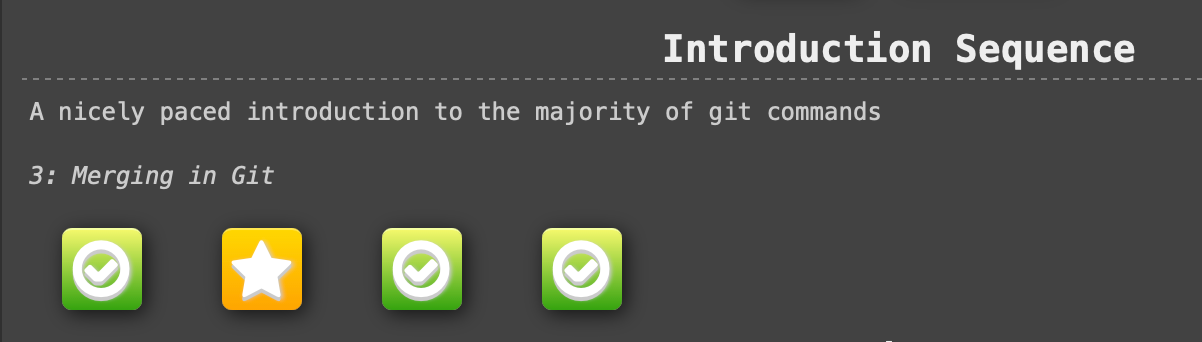 Introduction Sequence
A nicely paced introduction to the majority of git commands
3: Merging in Git